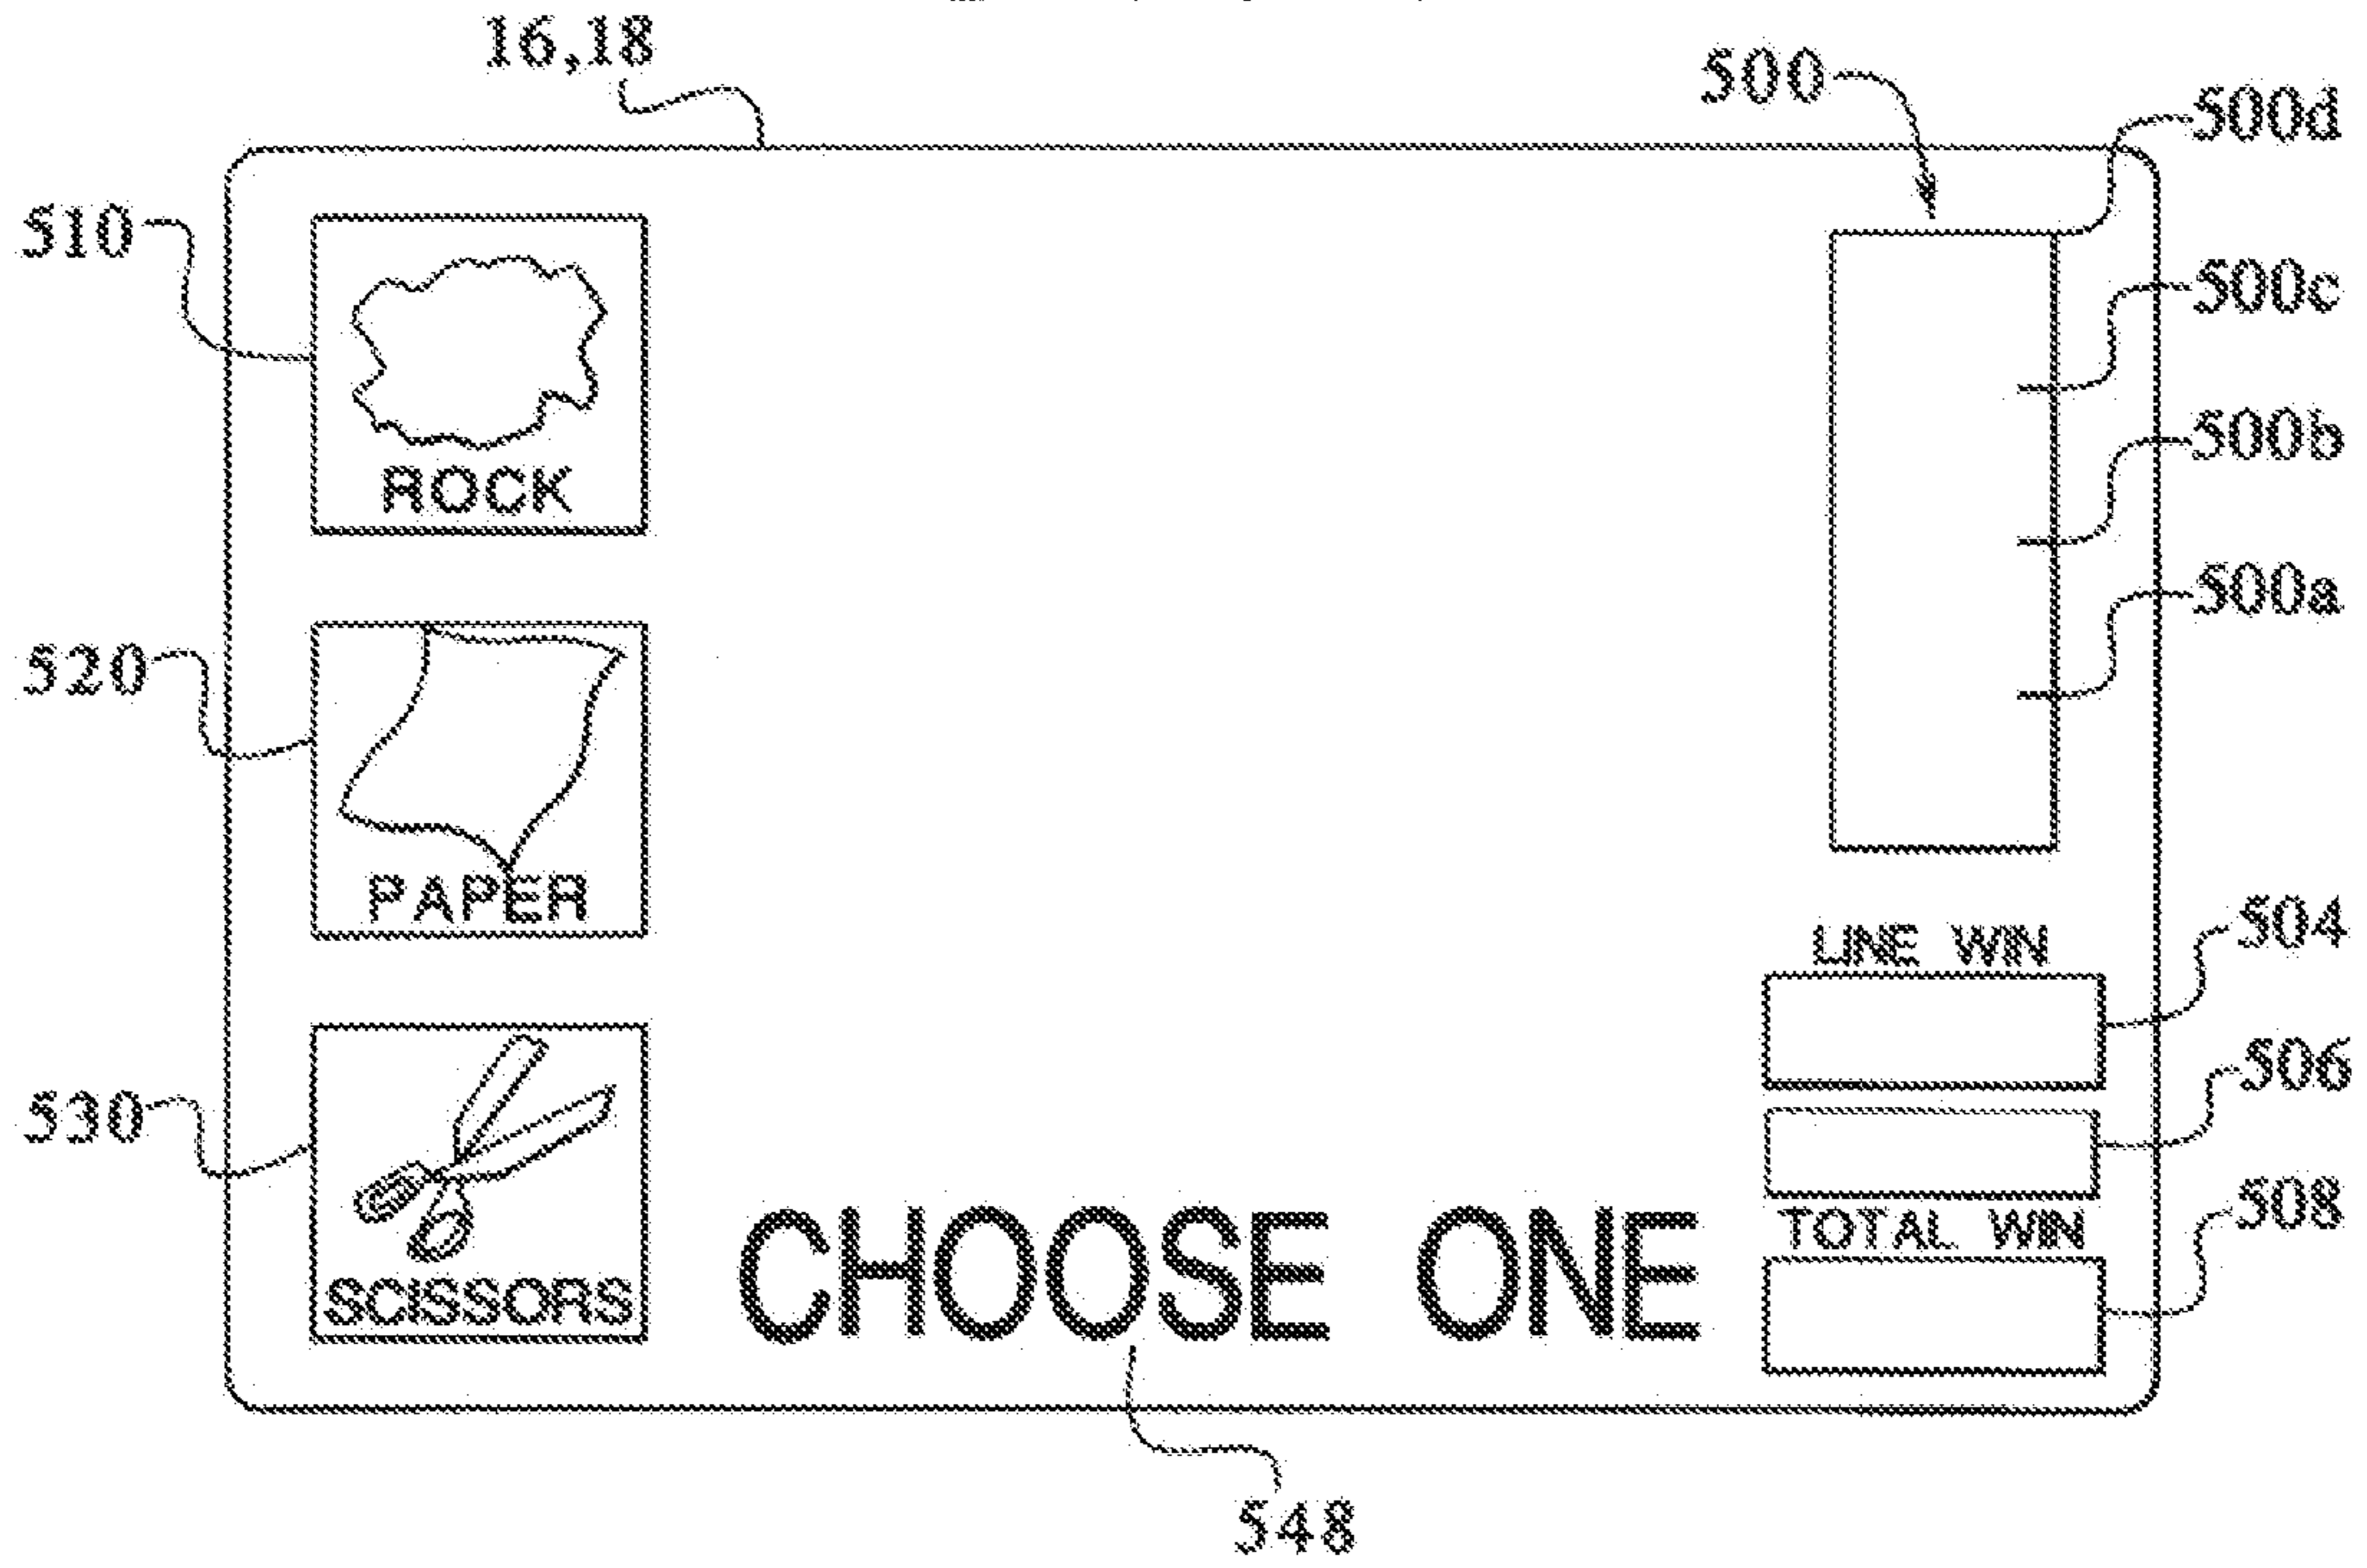 16,18
500
500d
510
500c
ROCK
500b
500a
520
PAPER
504
LINE WIN
506
530
508
TOTAL WIN
SCISSORS
CHOOSE ONE
548